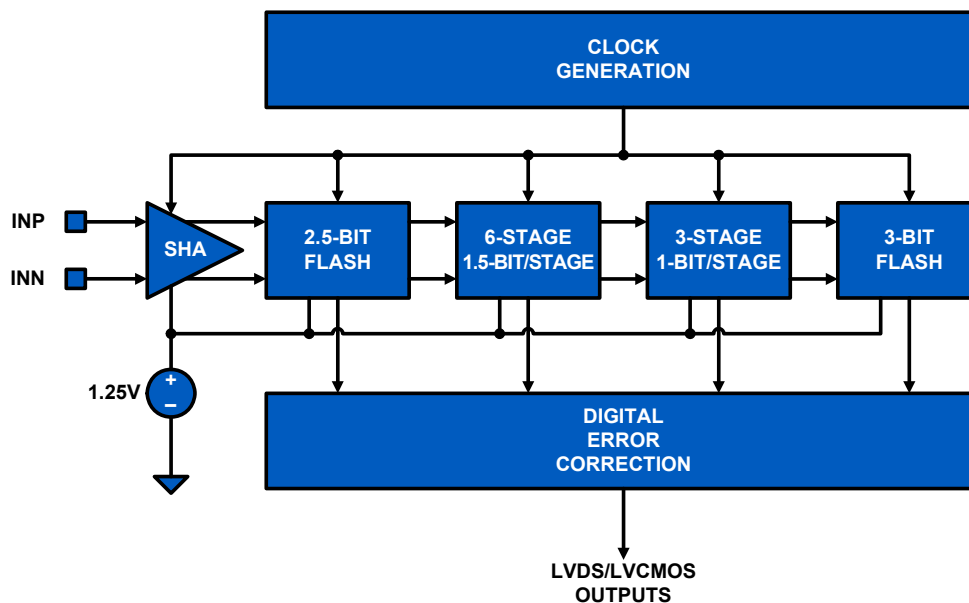 CLOCK
GENERATION
INP
INN
SHA
2.5-BIT
FLASH
6-STAGE
1.5-BIT/STAGE
3-STAGE
1-BIT/STAGE
3-BIT
FLASH
1.25V
+
–
DIGITAL
ERROR
CORRECTION
LVDS/LVCMOS
OUTPUTS